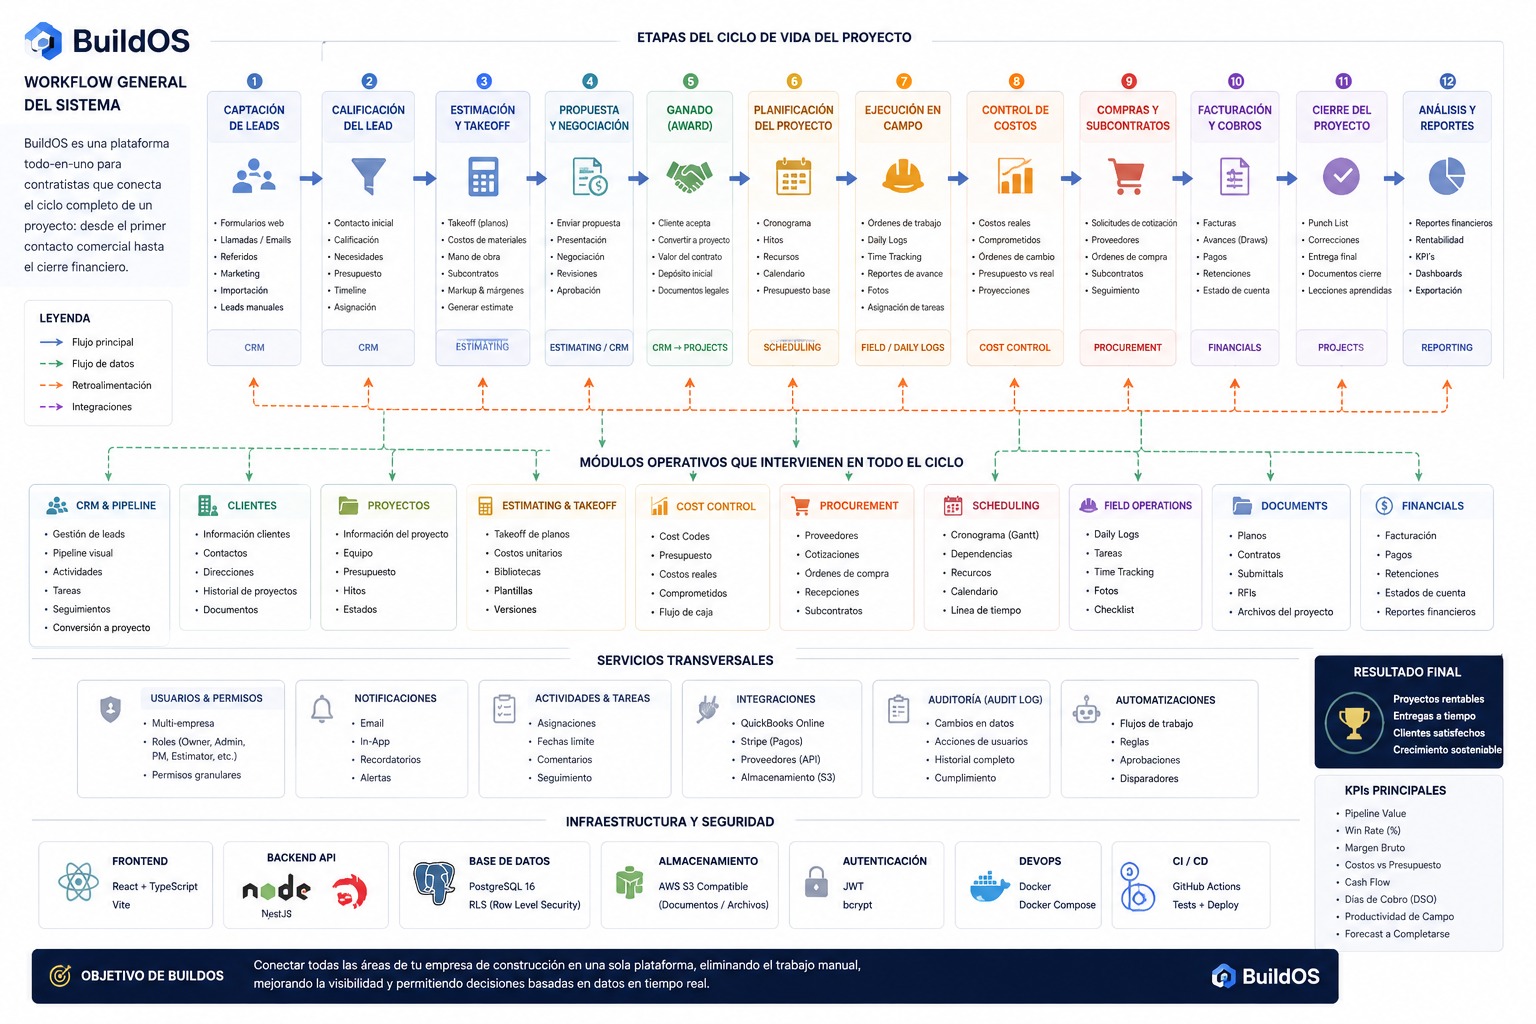 BuildOS
WORKFLOW GENERAL
DEL SISTEMA
BuildOS es una plataforma
todo-en-uno para
contratistas que conecta
el ciclo completo de un
proyecto: desde el primer
contacto comercial hasta
el cierre financiero.
LEYENDA
Flujo principal
Flujo de datos
Retroalimentación
Integraciones
ETAPAS DEL CICLO DE VIDA DEL PROYECTO
1
CAPTACIÓN
DE LEADS
• Formularios web
• Llamadas / Emails
• Referidos
• Marketing
• Importación
• Leads manuales
CRM
2
CALIFICACIÓN
DEL LEAD
• Contacto inicial
• Calificación
• Necesidades
• Presupuesto
• Timeline
• Asignación
CRM
3
ESTIMACIÓN
Y TAKEOFF
• Takeoff (planos)
• Costos de materiales
• Mano de obra
• Subcontratos
• Markup & márgenes
• Generar estimate
ESTIMATING
4
PROPUESTA
Y NEGOCIACIÓN
• Enviar propuesta
• Presentación
• Negociación
• Revisiones
• Aprobación
ESTIMATING / CRM
5
GANADO
(AWARD)
• Cliente acepta
• Convertir a proyecto
• Valor del contrato
• Depósito inicial
• Documentos legales
CRM → PROJECTS
6
PLANIFICACIÓN
DEL PROYECTO
• Cronograma
• Hitos
• Recursos
• Calendario
• Presupuesto base
SCHEDULING
7
EJECUCIÓN EN
CAMPO
• Órdenes de trabajo
• Daily Logs
• Time Tracking
• Reportes de avance
• Fotos
• Asignación de tareas
FIELD / DAILY LOGS
8
CONTROL DE
COSTOS
• Costos reales
• Comprometidos
• Órdenes de cambio
• Presupuesto vs real
• Proyecciones
COST CONTROL
9
COMPRAS Y
SUBCONTRATOS
• Solicitudes de cotización
• Proveedores
• Ordenes de compra
• Subcontratos
• Seguimiento
PROCUREMENT
10
FACTURACIÓN
Y COBROS
• Facturas
• Avances (Draws)
• Pagos
• Retenciones
• Estado de cuenta
FINANCIALS
11
CIERRE DEL
PROYECTO
• Punch List
• Correcciones
• Entrega final
• Documentos cierre
• Lecciones aprendidas
PROJECTS
12
ANÁLISIS Y
REPORTES
• Reportes financieros
• Rentabilidad
• KPI's
• Dashboards
• Exportación
REPORTING
MÓDULOS OPERATIVOS QUE INTERVIENEN EN TODO EL CICLO
CRM & PIPELINE
• Gestión de leads
• Pipeline visual
• Actividades
• Tareas
• Seguimientos
• Conversión a proyecto
CLIENTES
• Información clientes
• Contactos
• Direcciones
• Historial de proyectos
• Documentos
PROYECTOS
• Información del proyecto
• Equipo
• Presupuesto
• Hitos
• Estados
ESTIMATING & TAKEOFF
• Takeoff de planos
• Costos unitarios
• Bibliotecas
• Plantillas
• Versiones
COST CONTROL
• Cost Codes
• Presupuesto
• Costos reales
• Comprometidos
• Flujo de caja
PROCUREMENT
• Proveedores
• Cotizaciones
• Órdenes de compra
• Recepciones
• Subcontratos
SCHEDULING
• Cronograma (Gantt)
• Dependencias
• Recurcos
• Calendario
• Línea de tiempo
FIELD OPERATIONS
• Daily Logs
• Tareas
• Time Tracking
• Fotos
• Checklist
DOCUMENTS
• Planos
• Contratos
• Submittals
• RFIs
• Archivos del proyecto
FINANCIALS
• Facturación
• Pagos
• Retenciones
• Estados de cuenta
• Reportes financieros
SERVICIOS TRANSVERSALES
USUARIOS & PERMISOS
• Multi-empresa
• Roles (Owner, Admin,
PM, Estimator, etc.)
• Permisos granulares
NOTIFICACIONES
• Email
• In-App
• Recordatorios
• Alertas
ACTIVIDADES & TAREAS
• Asignaciones
• Fechas límite
• Comentarios
• Seguimiento
INTEGRACIONES
• QuickBooks Online
• Stripe (Pagos)
• Proveedores (API)
• Almacenamiento (S3)
AUDITORÍA (AUDIT LOG)
• Cambios en datos
• Acciones de usuarios
• Historial completo
• Cumplimiento
AUTOMATIZACIONES
• Flujos de trabajo
• Reglas
• Aprobaciones
• Disparadores
RESULTADO FINAL
Proyectos rentables
Entregas a tiempo
Clientes satisfechos
Crecimiento sostenible
KPIs PRINCIPALES
• Pipeline Value
• Win Rate (%)
• Margen Bruto
• Costos vs Presupuesto
• Cash Flow
• Días de Cobro (DSO)
• Productividad de Campo
• Forecast a Completarse
INFRAESTRUCTURA Y SEGURIDAD
FRONTEND
React + TypeScript
Vite
BACKEND API
node
NestJS
BASE DE DATOS
PostgreSQL 16
RLS (Row Level Security)
ALMACENAMIENTO
AWS S3 Compatible
(Documentos / Archivos)
AUTENTICACIÓN
JWT
bcrypt
DEVOPS
Docker
Docker Compose
CI / CD
GitHub Actions
Tests + Deploy
OBJETIVO DE BUILDOS
Conectar todas las áreas de tu empresa de construcción en una sola plataforma, eliminando el trabajo manual,
mejorando la visibilidad y permitiendo decisiones basadas en datos en tiempo real.
BuildOS